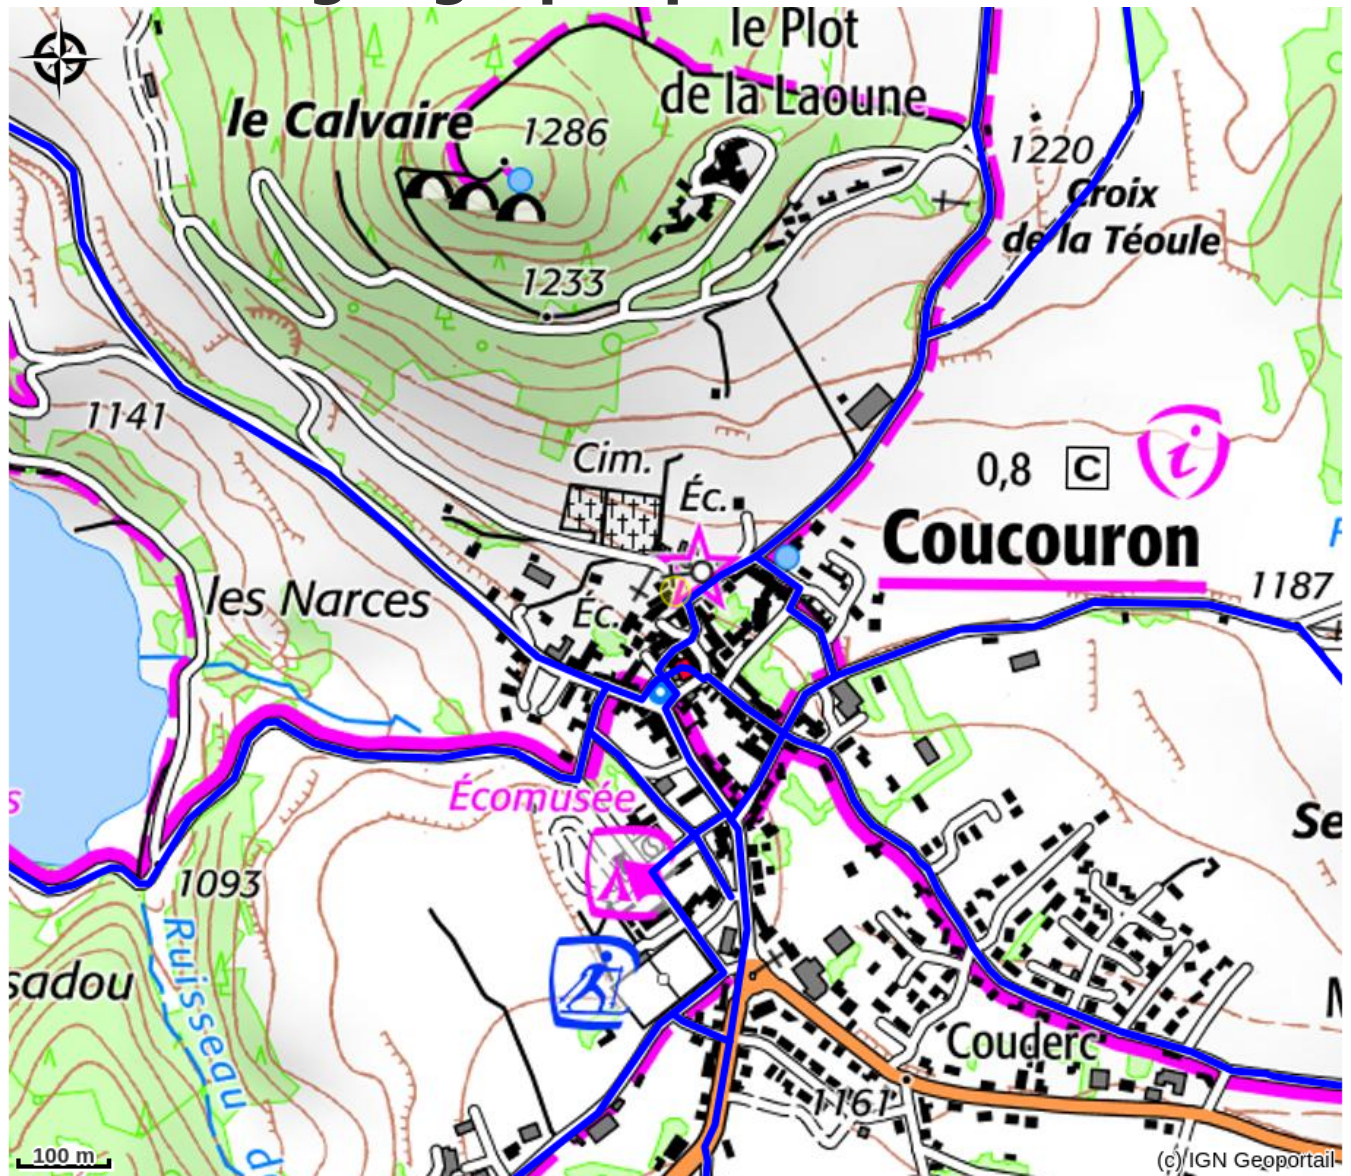 le Plot
de la Laoune
le Calvaire
1286
1220
Croix
de la Téoule
1233
1141
Cim.
Éc.
0,8 C
i
Coucouron
1187
les Narces
Éc.
Écomusée
s
Se
1093
Ruisseau
d
sadou
Couderc
1161
100 m
(c) IGN Geoportail